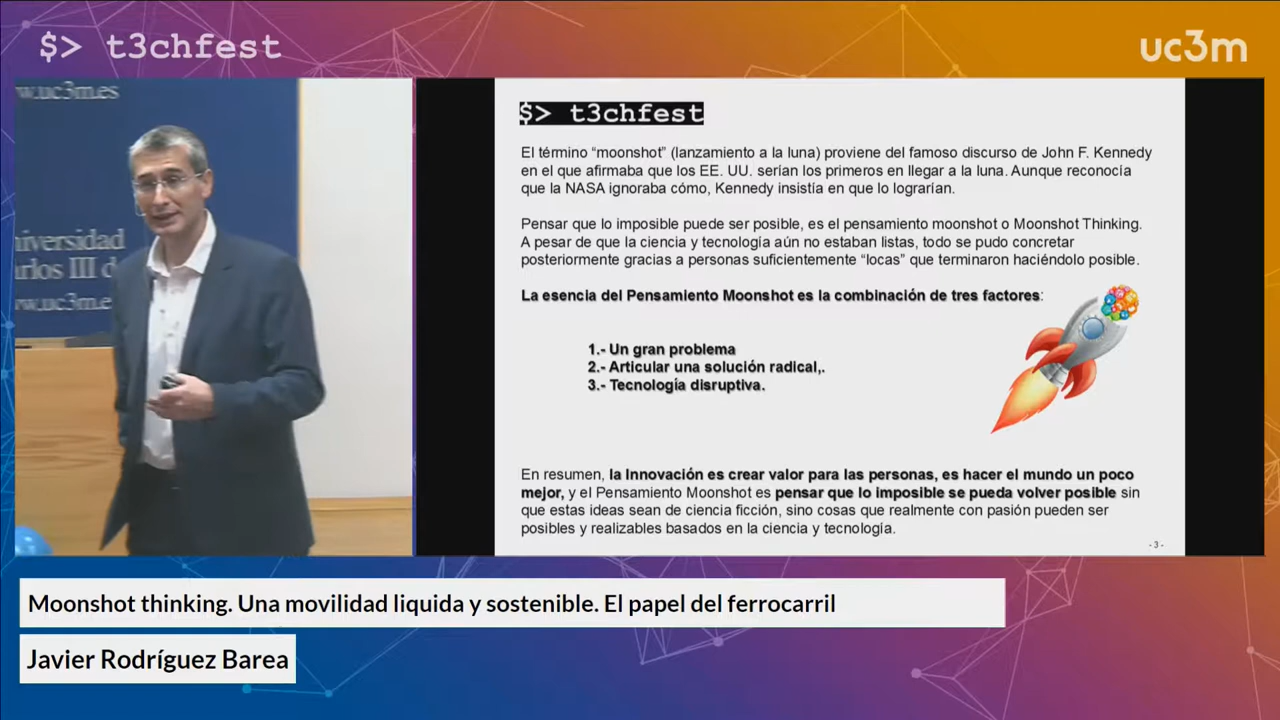 $> t3chfest
uc3m
www.uc3m.es
niversidad
arlos III d
www.uc3m.e
$> t3chfest
El término “moonshot” (lanzamiento a la luna) proviene del famoso discurso de John F. Kennedy
en el que afirmaba que los EE. UU. serían los primeros en llegar a la luna. Aunque reconocía
que la NASA ignoraba cómo, Kennedy insistía en que lo lograrían.
Pensar que lo imposible puede ser posible, es el pensamiento moonshot o Moonshot Thinking.
A pesar de que la ciencia y tecnología aún no estaban listas, todo se pudo concretar
posteriormente gracias a personas suficientemente “locas” que terminaron haciéndolo posible.
La esencia del Pensamiento Moonshot es la combinación de tres factores:
1.- Un gran problema
2.- Articular una solución radical,.
3.- Tecnología disruptiva.
En resumen, la Innovación es crear valor para las personas, es hacer el mundo un poco
mejor, y el Pensamiento Moonshot es pensar que lo imposible se pueda volver posible sin
que estas ideas sean de ciencia ficción, sino cosas que realmente con pasión pueden ser
posibles y realizables basados en la ciencia y tecnología.
- 3 -
Moonshot thinking. Una movilidad liquida y sostenible. El papel del ferrocarril
Javier Rodríguez Barea